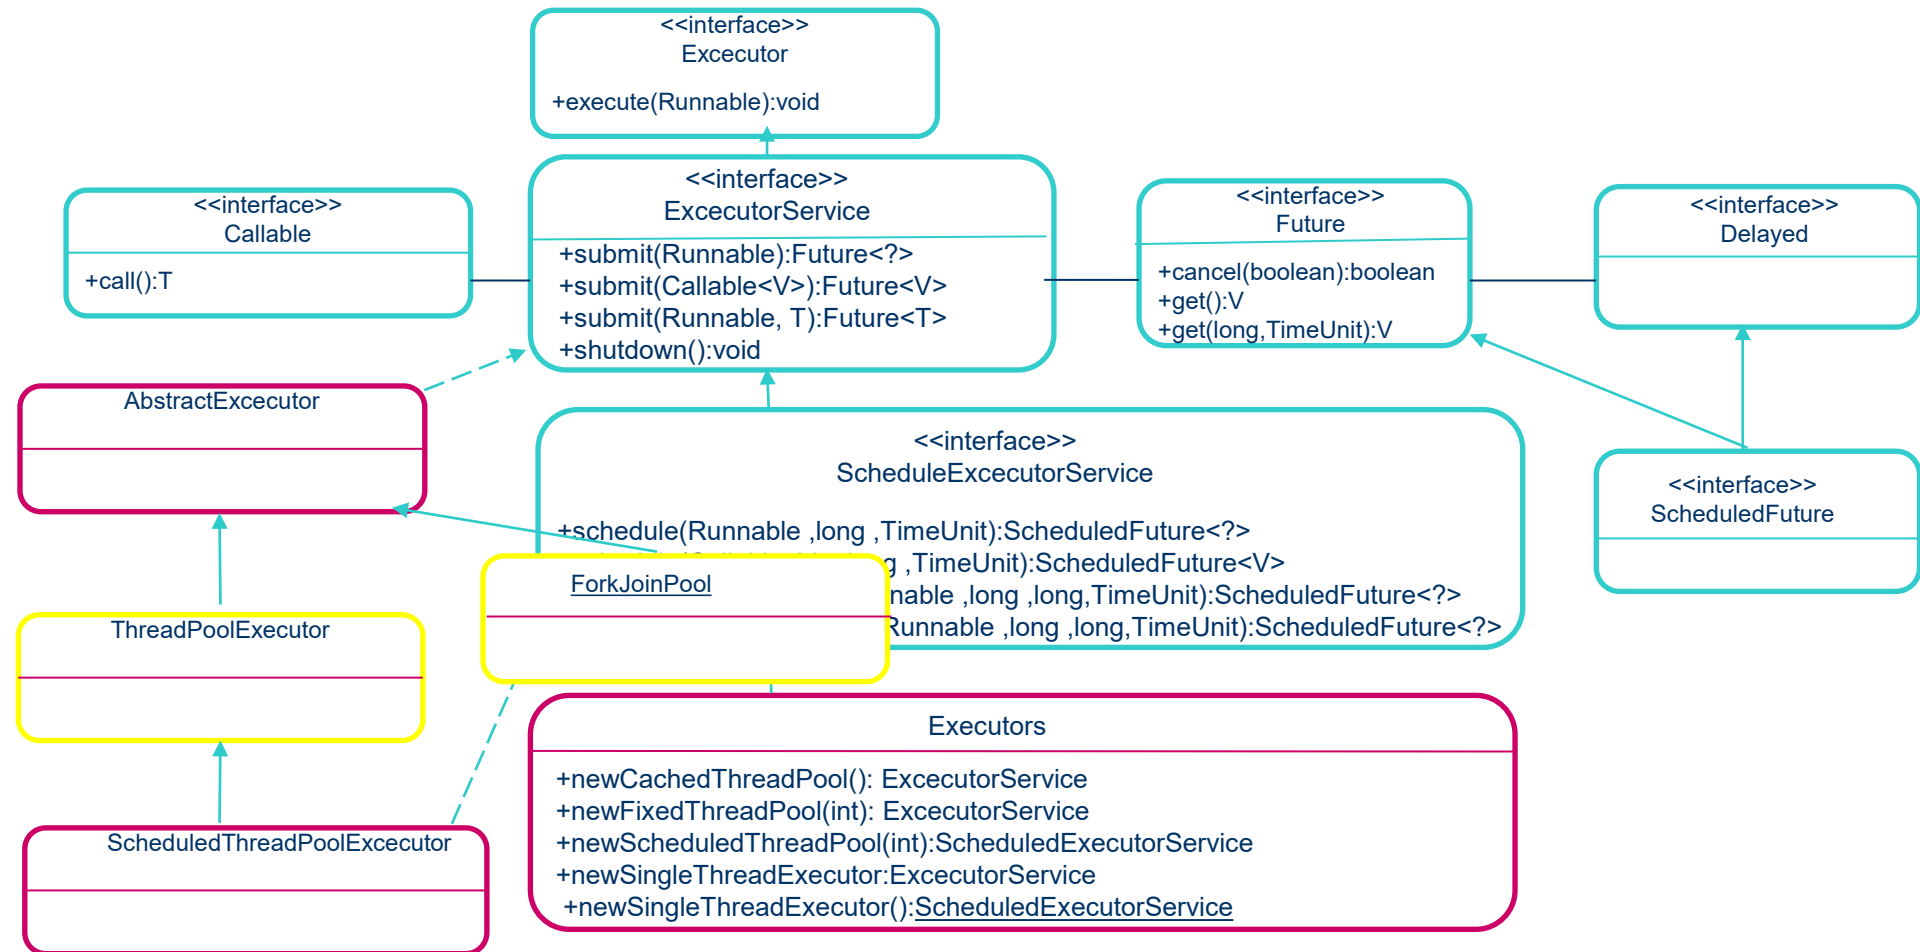 <<interface>>
Excecutor
+execute(Runnable):void
<<interface>>
Callable
+call():T
<<interface>>
ExcecutorService
+submit(Runnable):Future<?>
+submit(Callable<V>):Future<V>
+submit(Runnable, T):Future<T>
+shutdown():void
<<interface>>
Future
+cancel(boolean):boolean
+get():V
+get(long,TimeUnit):V
<<interface>>
Delayed
AbstractExcecutor
<<interface>>
ScheduleExcecutorService
+schedule(Runnable ,long ,TimeUnit):ScheduledFuture<?>
,TimeUnit):ScheduledFuture<V>
,long ,long,TimeUnit):ScheduledFuture<?>
Runnable ,long ,long,TimeUnit):ScheduledFuture<?>
<<interface>>
ScheduledFuture
ForkJoinPool
ThreadPoolExecutor
ScheduledThreadPoolExcecutor
Executors
+newCachedThreadPool(): ExcecutorService
+newFixedThreadPool(int): ExcecutorService
+newScheduledThreadPool(int):ScheduledExecutorService
+newSingleThreadExecutor:ExcecutorService
+newSingleThreadExecutor():ScheduledExecutorService